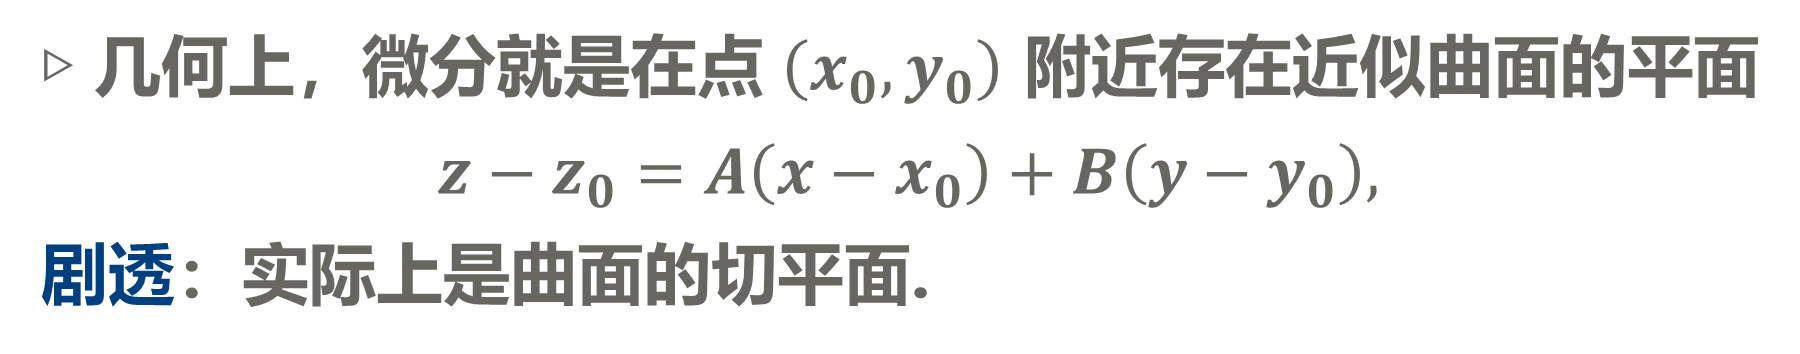 ▷ 几何上，微分就是在点 (x₀, y₀) 附近存在近似曲面的平面
z − z₀ = A(x − x₀) + B(y − y₀),
剧透：实际上是曲面的切平面.